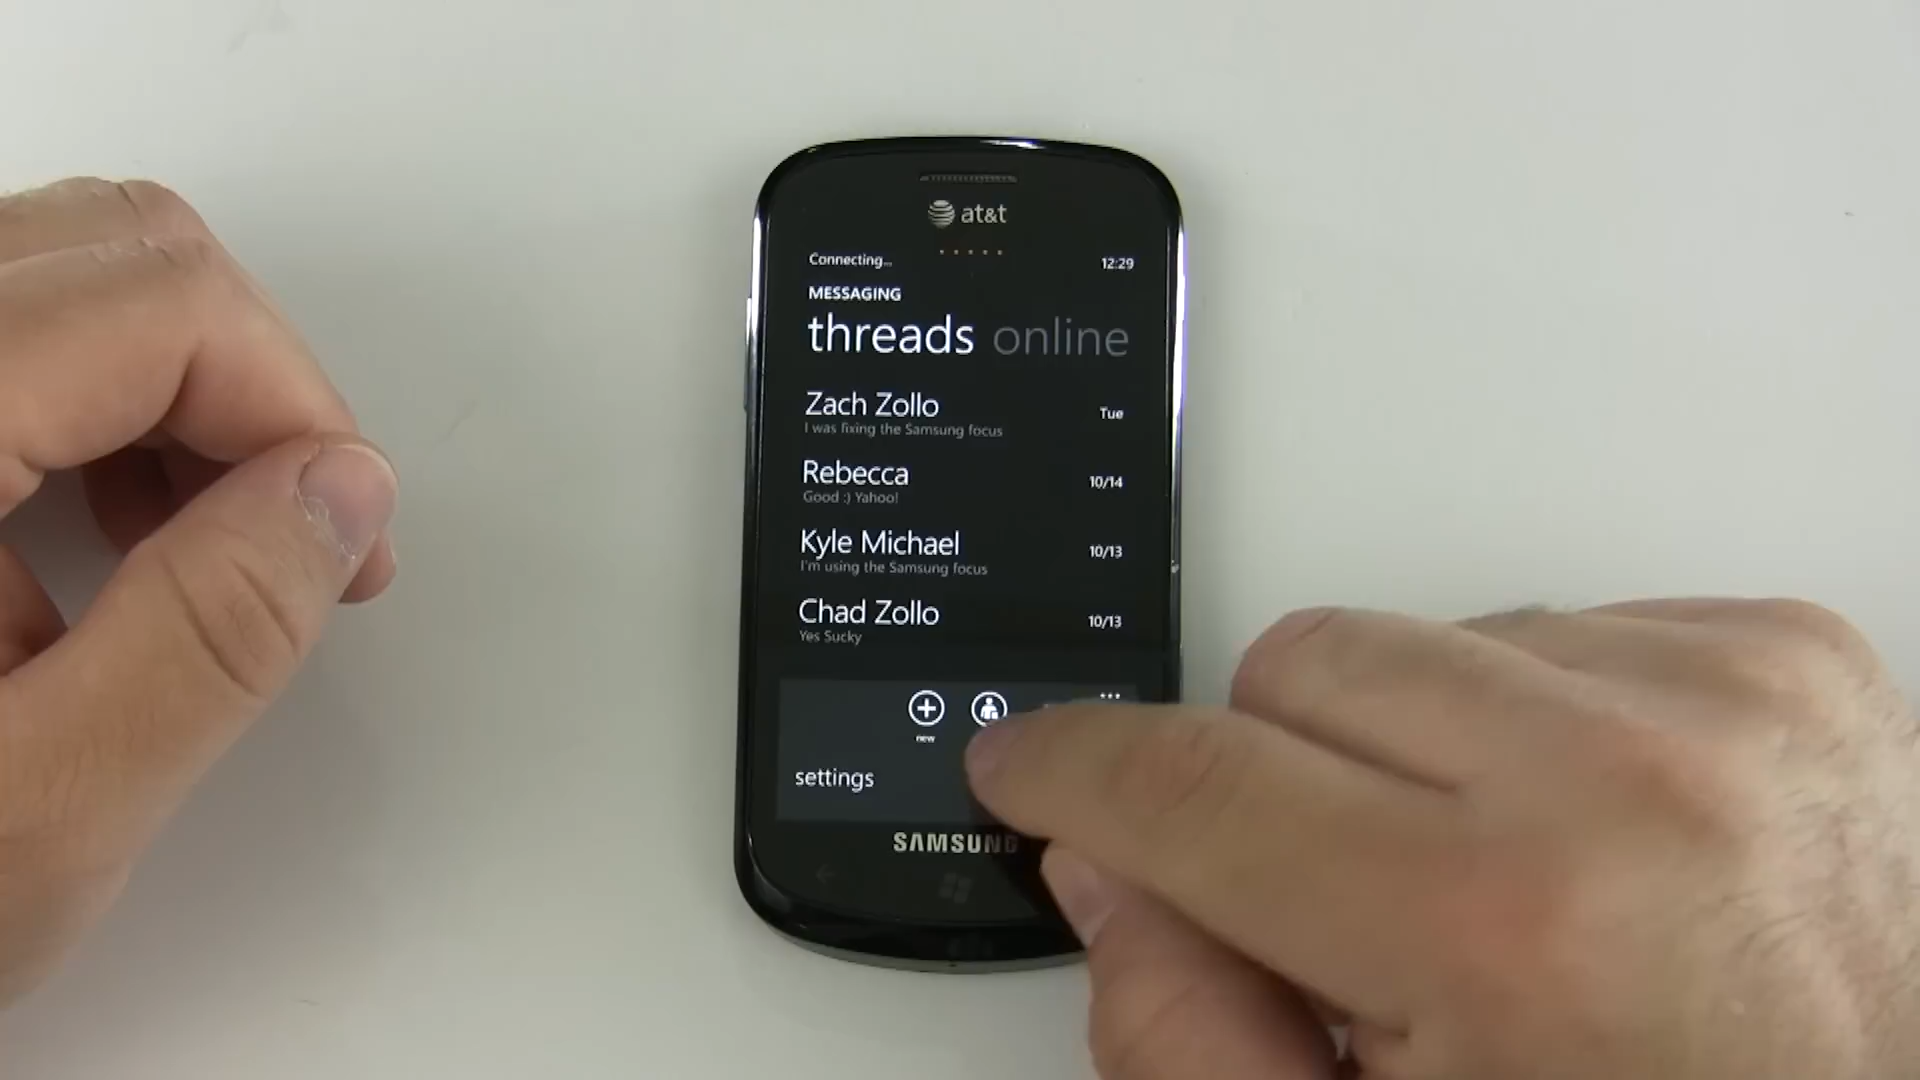 at&t
Connecting...
12:29
MESSAGING
threads online
Zach Zollo
Tue
I was fixing the Samsung focus
Rebecca
10/14
Good :) Yahoo!
Kyle Michael
10/13
I'm using the Samsung focus
Chad Zollo
10/13
Yes Sucky
new
settings
SAMSUNG